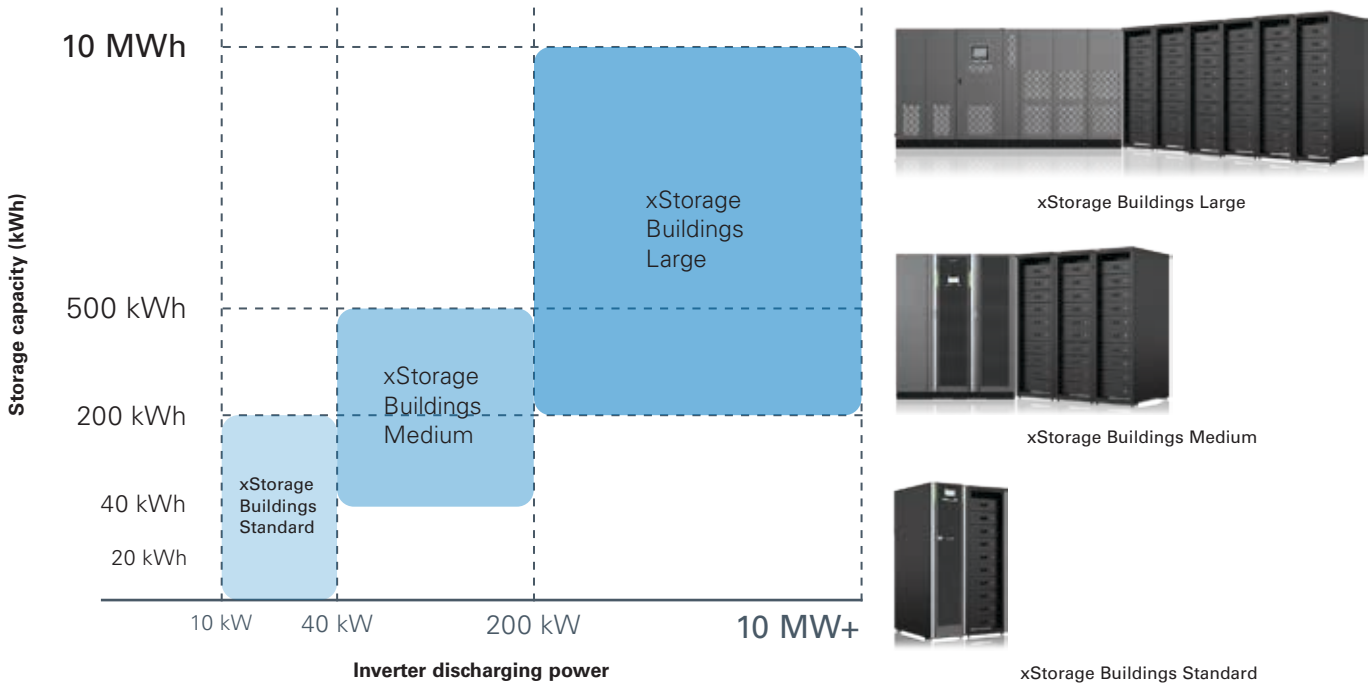 10 MWh
500 kWh
200 kWh
40 kWh
20 kWh
Storage capacity (kWh)
xStorage
Buildings
Large
xStorage
Buildings
Medium
xStorage
Buildings
Standard
10 kW
40 kW
200 kW
10 MW+
Inverter discharging power
xStorage Buildings Large
xStorage Buildings Medium
xStorage Buildings Standard